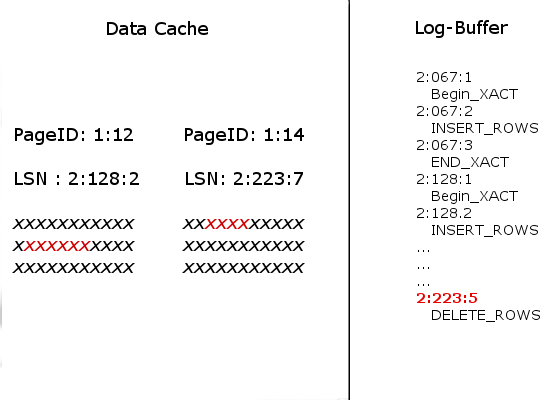 Data Cache
PageID: 1:12
LSN : 2:128:2
xxxxxxxxxxx
xxxxxxxxxxx
xxxxxxxxxxx
PageID: 1:14
LSN: 2:223:7
xxxxxxxxxxx
xxxxxxxxxxx
xxxxxxxxxxx
Log-Buffer
2:067:1
Begin_XACT
2:067:2
INSERT_ROWS
2:067:3
END_XACT
2:128:1
Begin_XACT
2:128.2
INSERT_ROWS
...
...
...
2:223:5
DELETE_ROWS